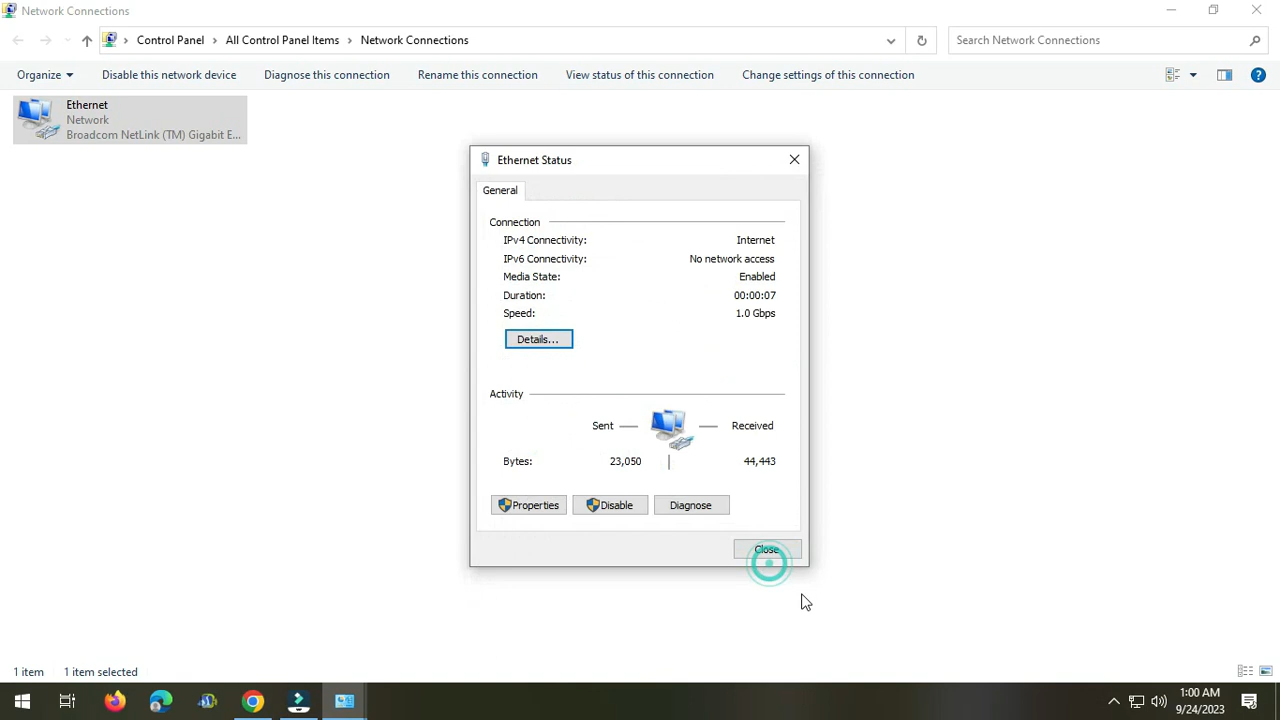 Network Connections
Control Panel > All Control Panel Items > Network Connections
Search Network Connections
Organize
Disable this network device
Diagnose this connection
Rename this connection
View status of this connection
Change settings of this connection
Ethernet
Network
Broadcom NetLink (TM) Gigabit E...
Ethernet Status
General
Connection
IPv4 Connectivity: Internet
IPv6 Connectivity: No network access
Media State: Enabled
Duration: 00:00:07
Speed: 1.0 Gbps
Details...
Activity
Sent — — Received
Bytes: 23,050 44,443
Properties
Disable
Diagnose
Close
1 item 1 item selected
1:00 AM
9/24/2023